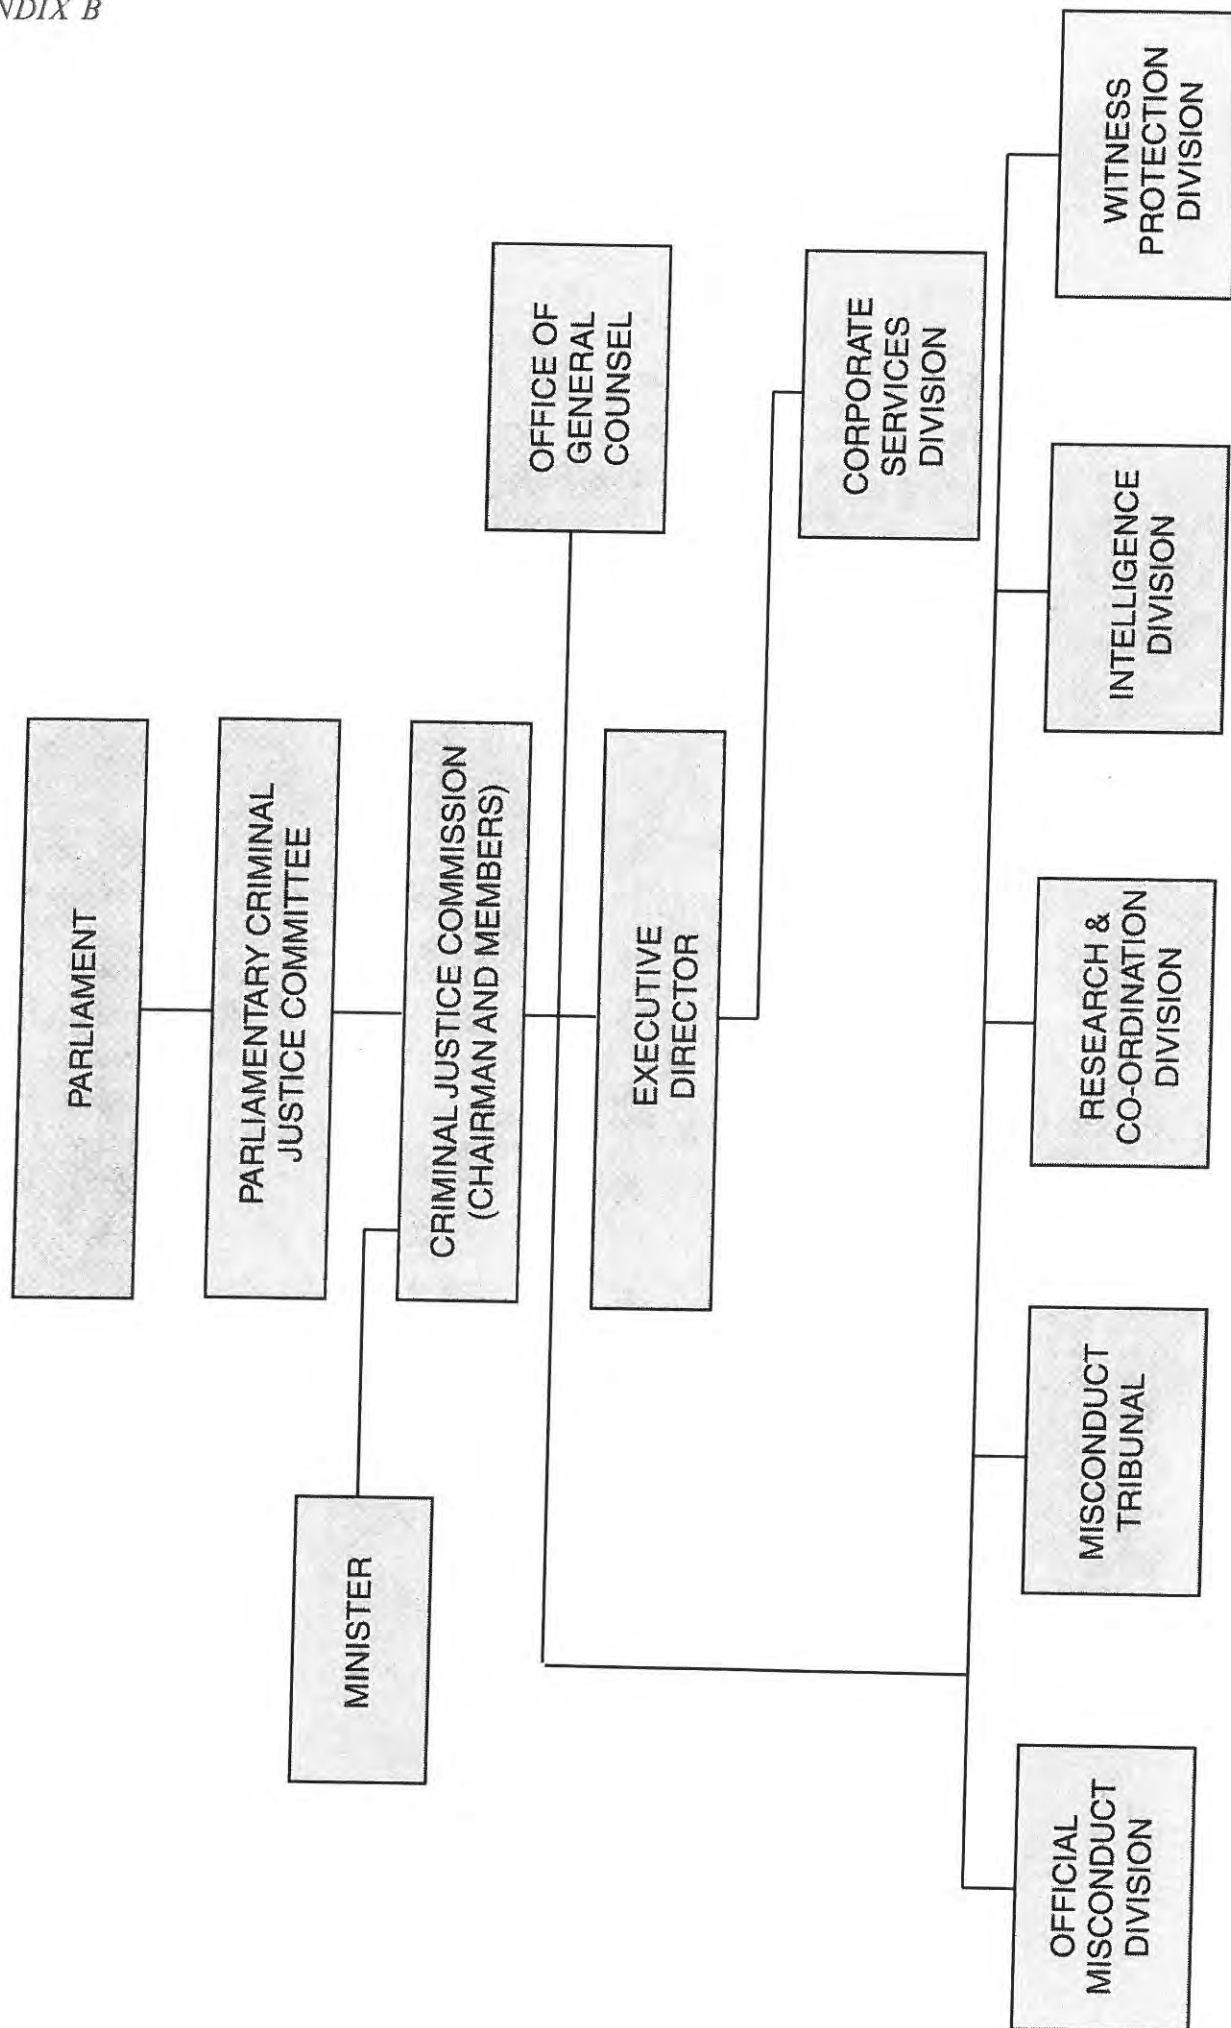 NDIX B
PARLIAMENT
PARLIAMENTARY CRIMINAL
JUSTICE COMMITTEE
MINISTER
CRIMINAL JUSTICE COMMISSION
(CHAIRMAN AND MEMBERS)
OFFICE OF
GENERAL
COUNSEL
EXECUTIVE
DIRECTOR
CORPORATE
SERVICES
DIVISION
OFFICIAL
MISCONDUCT
DIVISION
MISCONDUCT
TRIBUNAL
RESEARCH &
CO-ORDINATION
DIVISION
INTELLIGENCE
DIVISION
WITNESS
PROTECTION
DIVISION